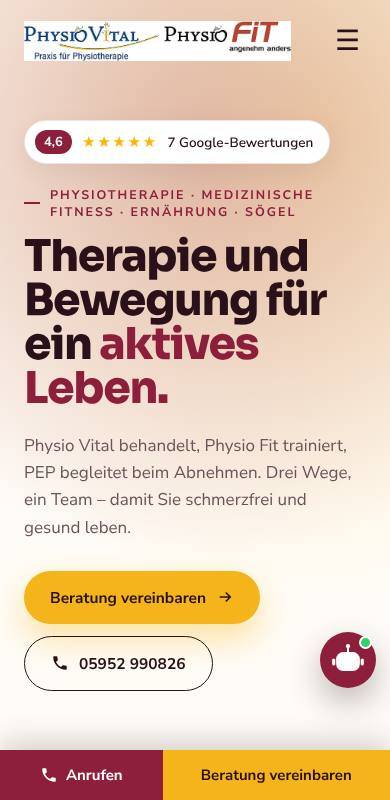 PHYSIOVITAL PHYSIO FIT
Praxis für Physiotherapie angenehm anders
4,6 ★★★★★ 7 Google-Bewertungen
PHYSIOTHERAPIE · MEDIZINISCHE
FITNESS · ERNÄHRUNG · SÖGEL
Therapie und
Bewegung für
ein aktives
Leben.
Physio Vital behandelt, Physio Fit trainiert,
PEP begleitet beim Abnehmen. Drei Wege,
ein Team – damit Sie schmerzfrei und
gesund leben.
Beratung vereinbaren →
05952 990826
Anrufen Beratung vereinbaren